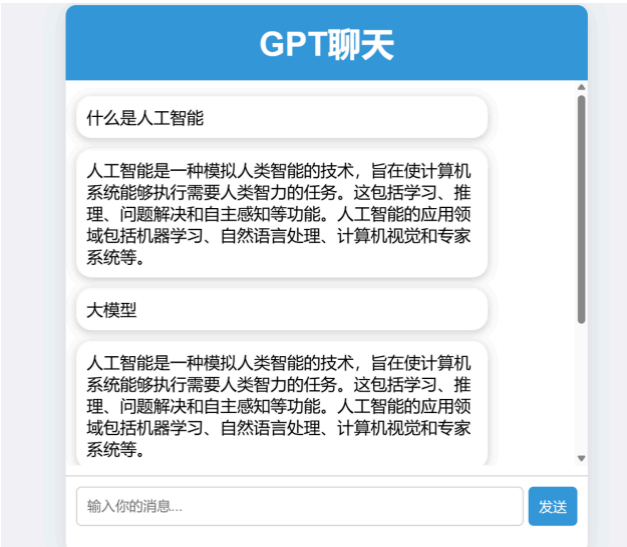 GPT聊天
什么是人工智能
人工智能是一种模拟人类智能的技术，旨在使计算机
系统能够执行需要人类智力的任务。这包括学习、推
理、问题解决和自主感知等功能。人工智能的应用领
域包括机器学习、自然语言处理、计算机视觉和专家
系统等。
大模型
人工智能是一种模拟人类智能的技术，旨在使计算机
系统能够执行需要人类智力的任务。这包括学习、推
理、问题解决和自主感知等功能。人工智能的应用领
域包括机器学习、自然语言处理、计算机视觉和专家
系统等。
输入你的消息...
发送